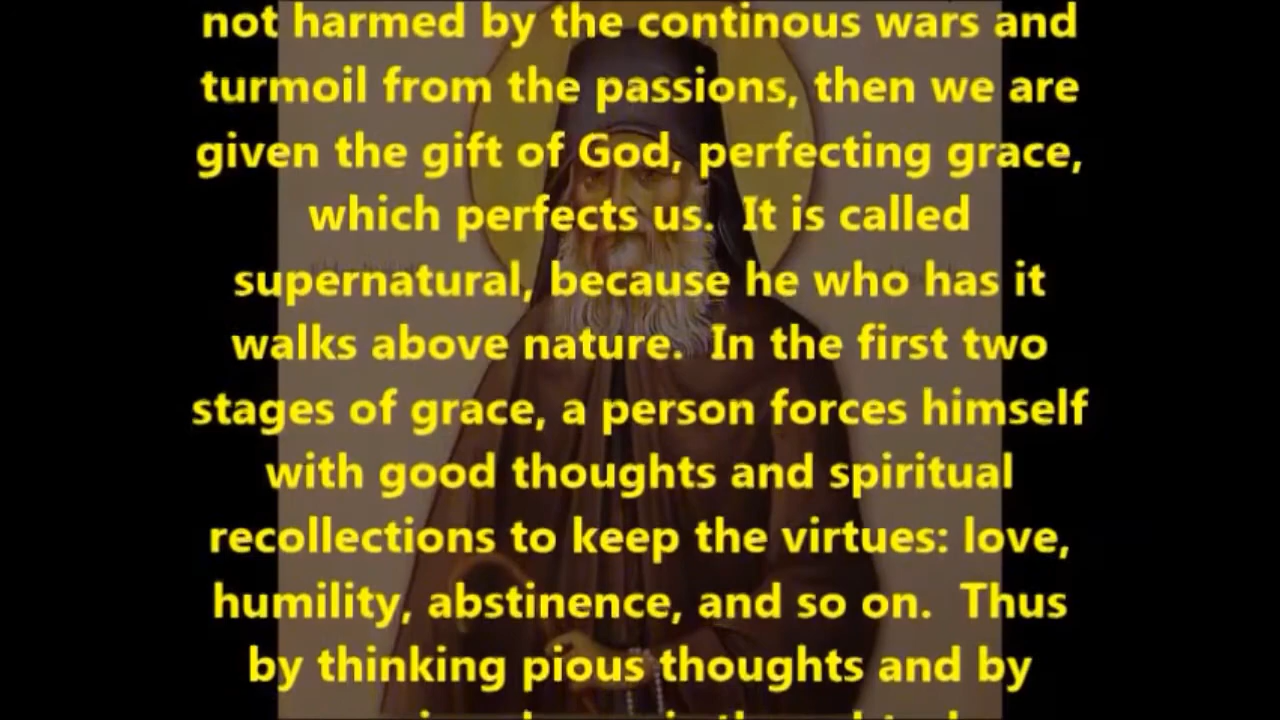 not harmed by the continous wars and
turmoil from the passions, then we are
given the gift of God, perfecting grace,
which perfects us.  It is called
supernatural, because he who has it
walks above nature.  In the first two
stages of grace, a person forces himself
with good thoughts and spiritual
recollections to keep the virtues: love,
humility, abstinence, and so on.  Thus
by thinking pious thoughts and by